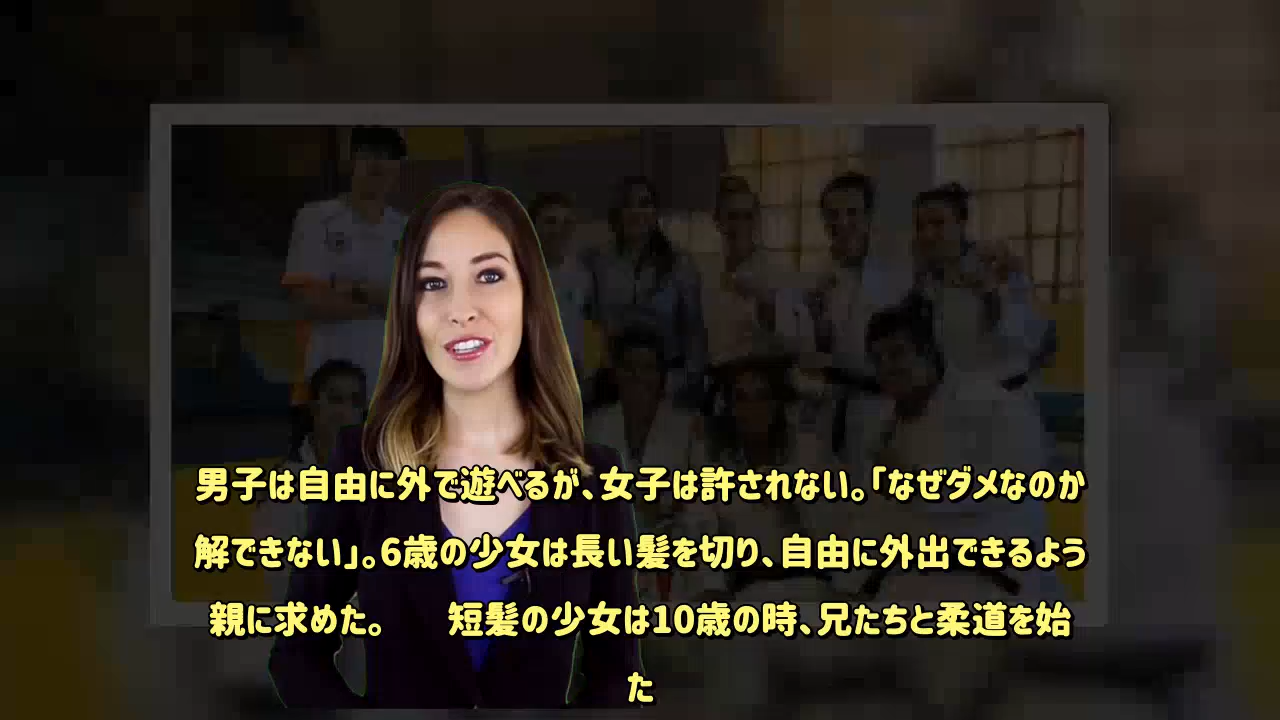 男子は自由に外で遊べるが、女子は許されない。「なぜダメなのか
解できない」。6歳の少女は長い髪を切り、自由に外出できるよう
親に求めた。　　短髪の少女は10歳の時、兄たちと柔道を始
た